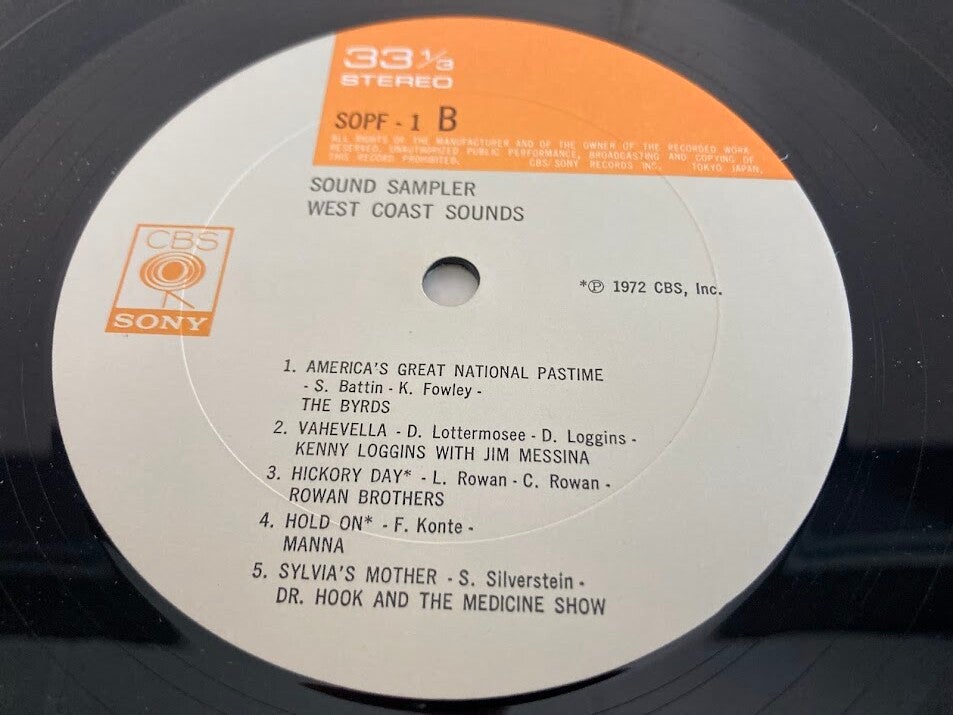 33 1/3
STEREO
SOPF - 1 B
ALL RIGHTS OF THE MANUFACTURER AND OF THE OWNER OF THE RECORDED WORK
RESERVED. UNAUTHORIZED PUBLIC PERFORMANCE, BROADCASTING AND COPYING OF
THIS RECORD PROHIBITED. CBS/SONY RECORDS INC. TOKYO JAPAN.
SOUND SAMPLER
WEST COAST SOUNDS
CBS
SONY
*℗ 1972 CBS, Inc.
1. AMERICA'S GREAT NATIONAL PASTIME
- S. Battin - K. Fowley -
THE BYRDS
2. VAHEVELLA - D. Lottermosee - D. Loggins -
KENNY LOGGINS WITH JIM MESSINA
3. HICKORY DAY* - L. Rowan - C. Rowan -
ROWAN BROTHERS
4. HOLD ON* - F. Konte -
MANNA
5. SYLVIA'S MOTHER - S. Silverstein -
DR. HOOK AND THE MEDICINE SHOW